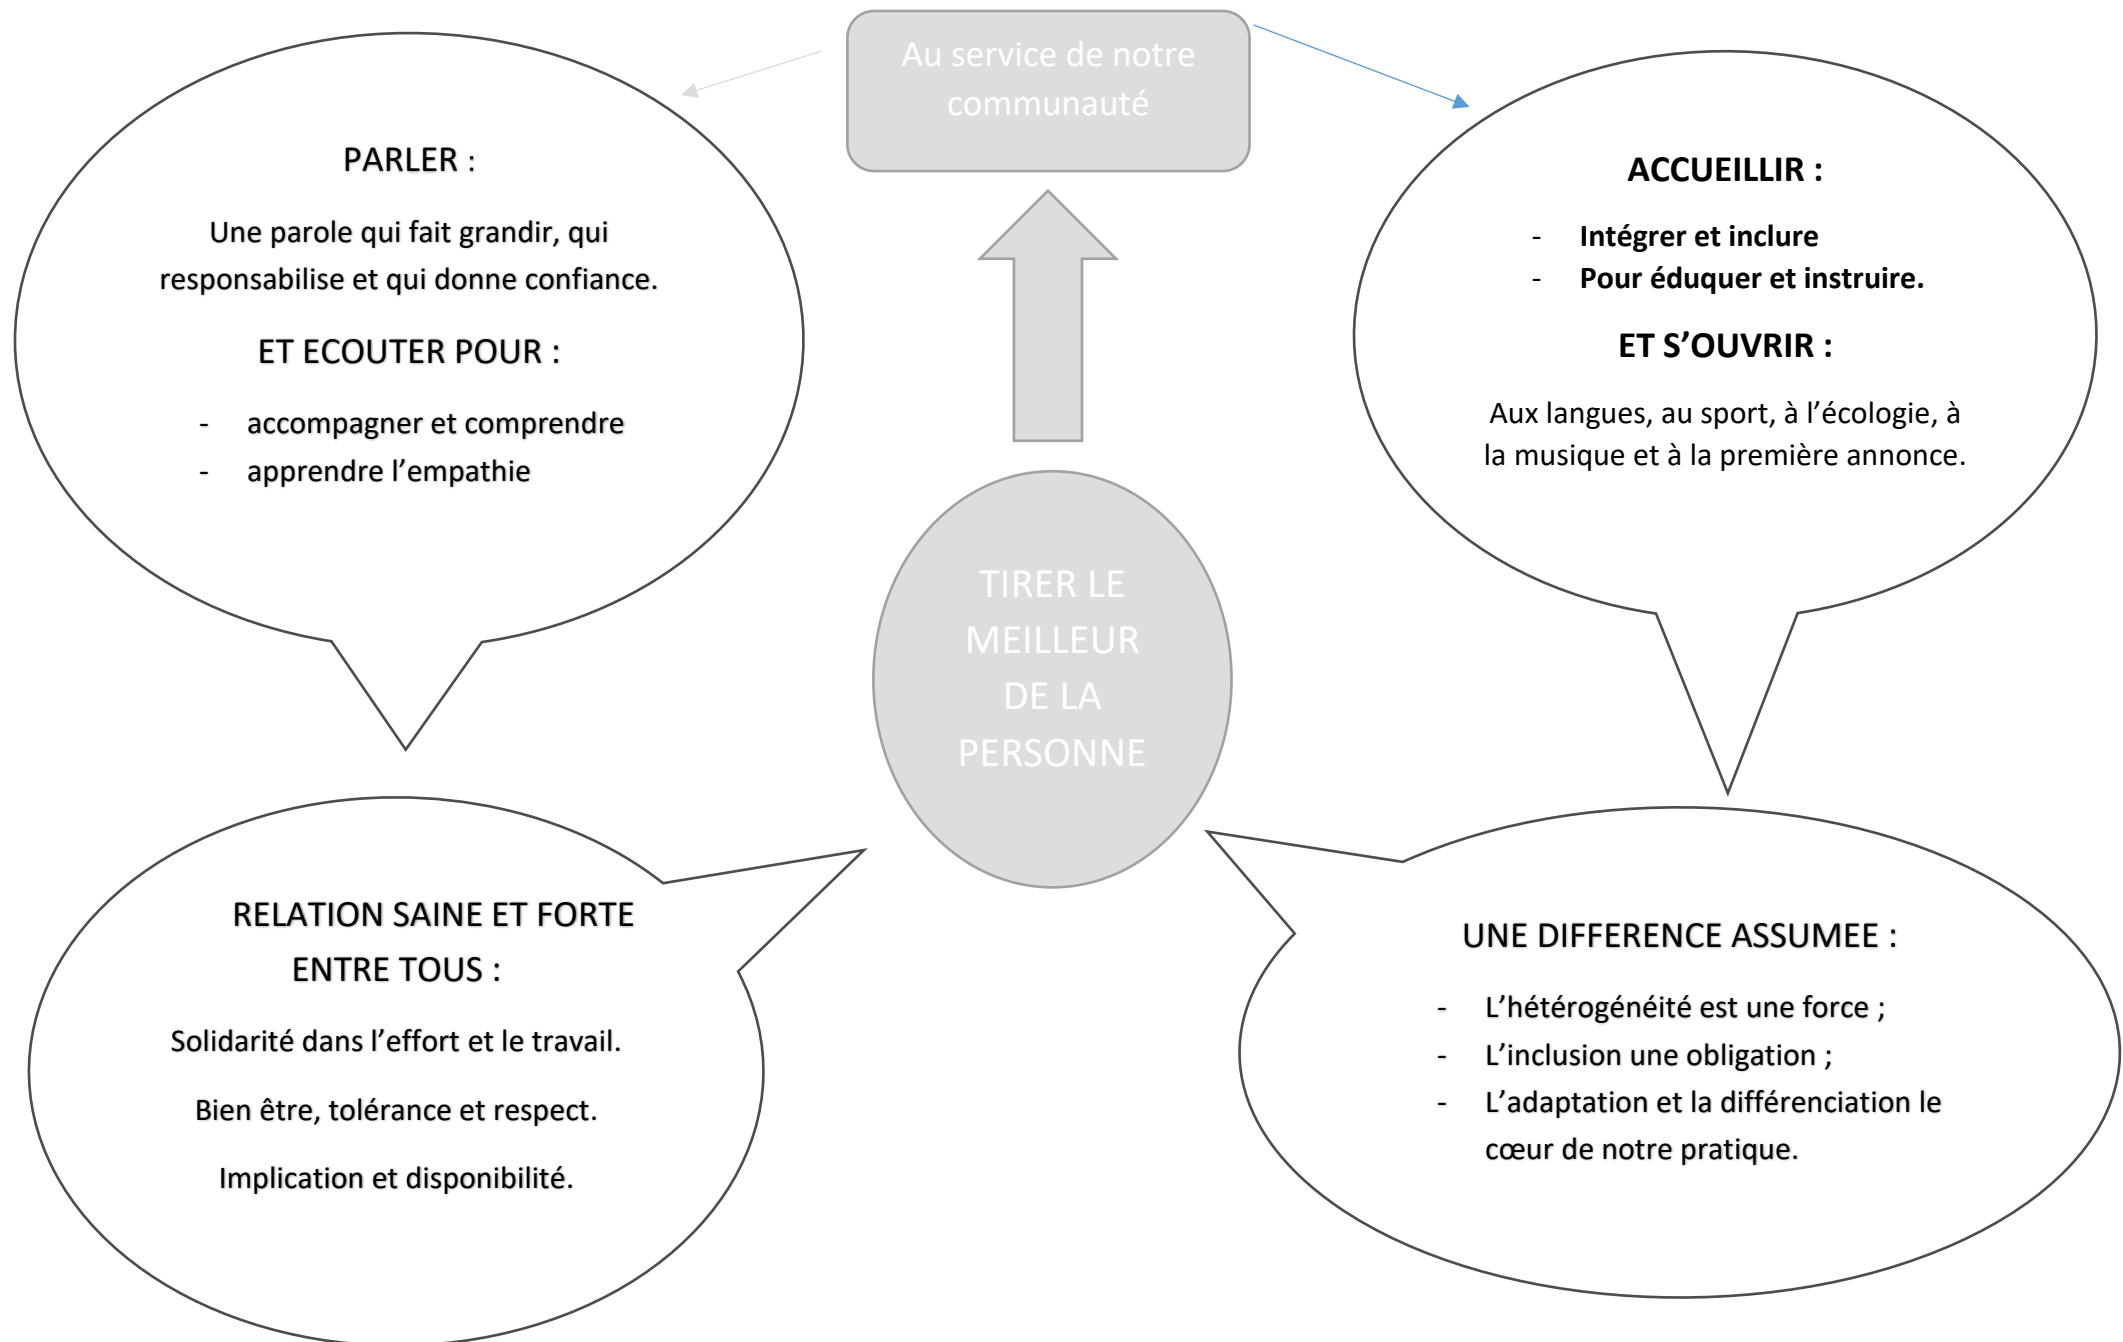 Au service de notre
communauté
PARLER :
Une parole qui fait grandir, qui
responsabilise et qui donne confiance.
ET ECOUTER POUR :
- accompagner et comprendre
- apprendre l’empathie
ACCUEILLIR :
- Intégrer et inclure
- Pour éduquer et instruire.
ET S’OUVRIR :
Aux langues, au sport, à l’écologie, à
la musique et à la première annonce.
TIRER LE
MEILLEUR
DE LA
PERSONNE
RELATION SAINE ET FORTE
ENTRE TOUS :
Solidarité dans l’effort et le travail.
Bien être, tolérance et respect.
Implication et disponibilité.
UNE DIFFERENCE ASSUMEE :
- L’hétérogénéité est une force ;
- L’inclusion une obligation ;
- L’adaptation et la différenciation le
cœur de notre pratique.